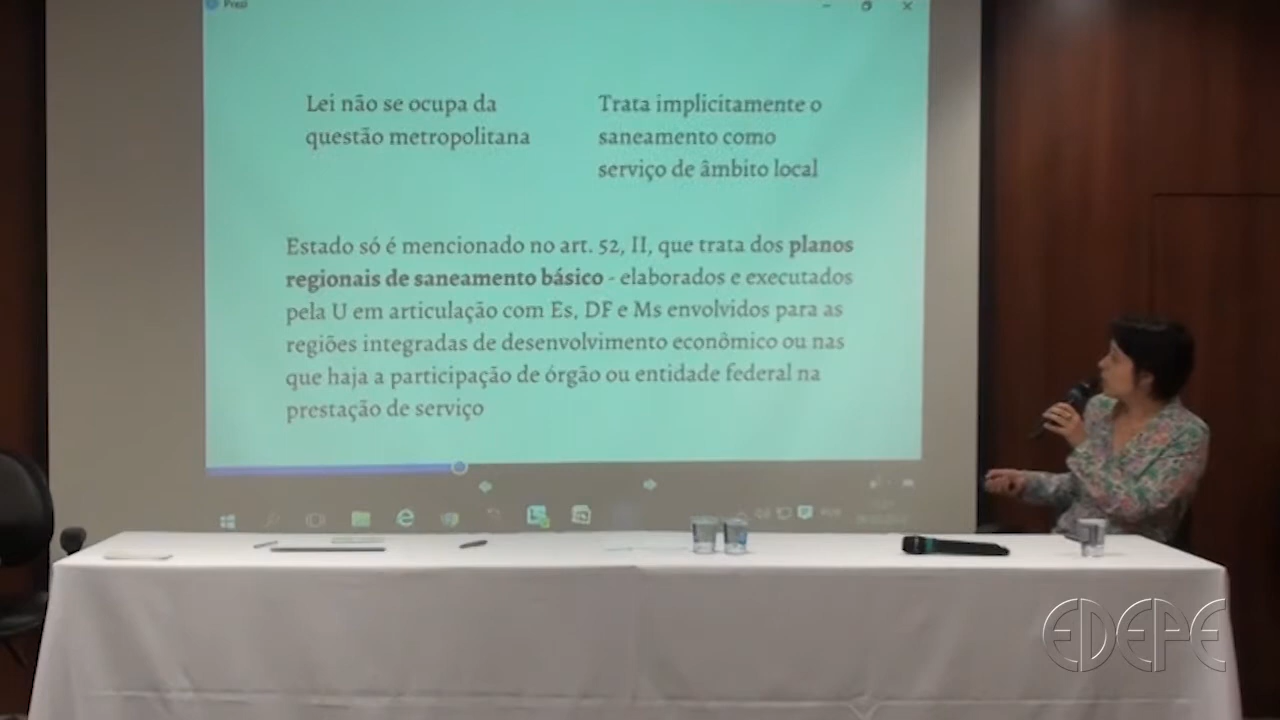 Prezi
Lei não se ocupa da
questão metropolitana
Trata implicitamente o
saneamento como
serviço de âmbito local
Estado só é mencionado no art. 52, II, que trata dos planos
regionais de saneamento básico - elaborados e executados
pela U em articulação com Es, DF e Ms envolvidos para as
regiões integradas de desenvolvimento econômico ou nas
que haja a participação de órgão ou entidade federal na
prestação de serviço
EDEPE